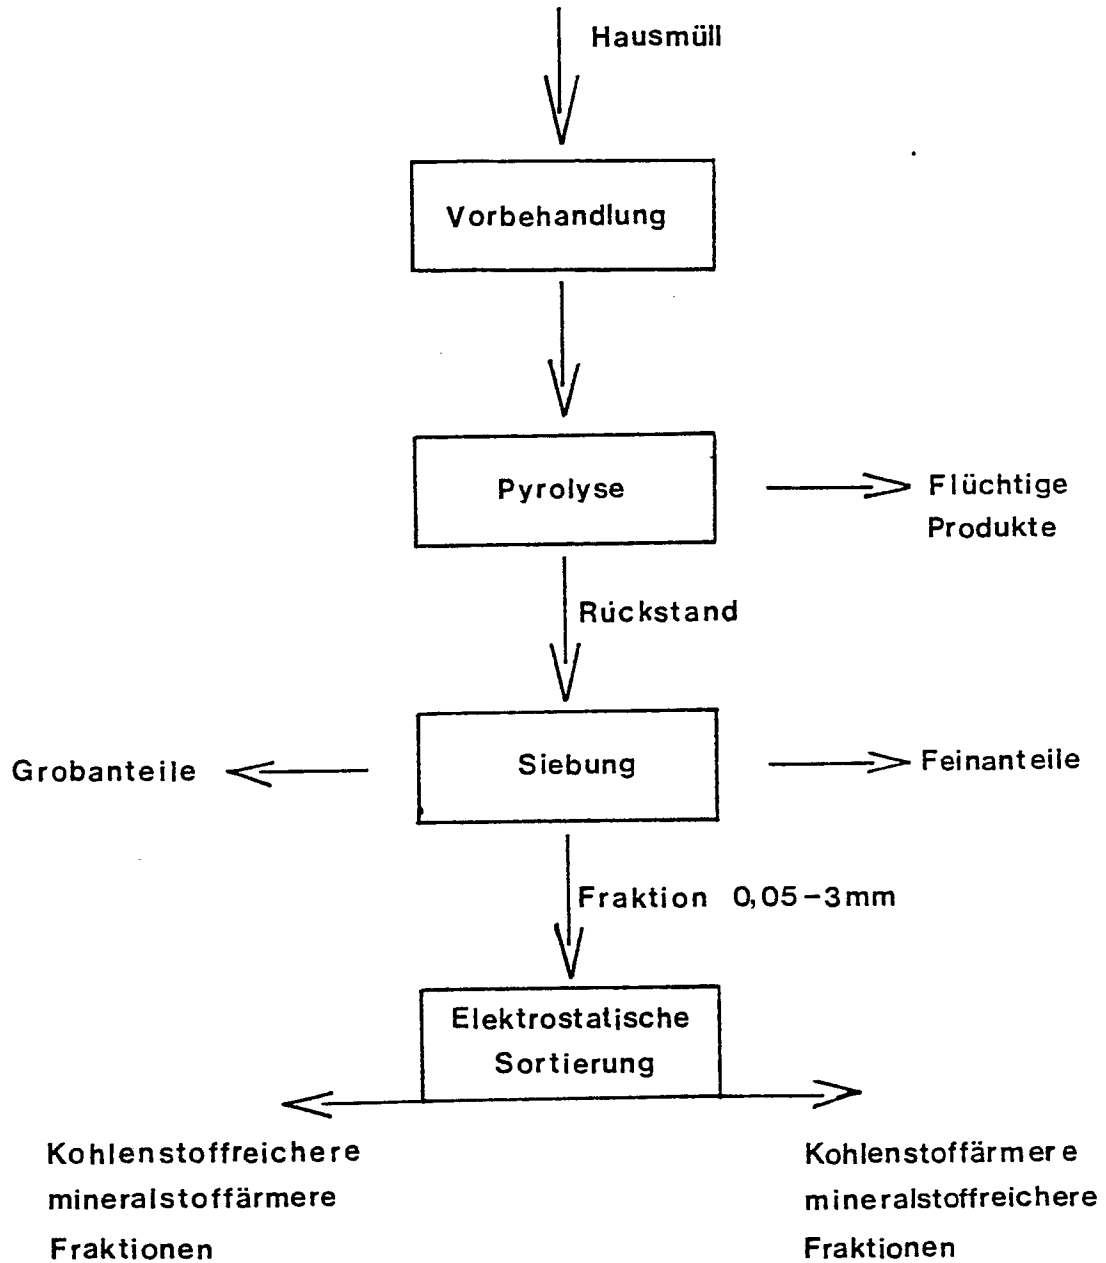 Hausmüll
Vorbehandlung
Pyrolyse
Flüchtige
Produkte
Rückstand
Grobanteile
Siebung
Feinanteile
Fraktion 0,05-3mm
Elektrostatische
Sortierung
Kohlenstoffreichere
mineralstoffärmere
Fraktionen
Kohlenstoffärmere
mineralstoffreichere
Fraktionen